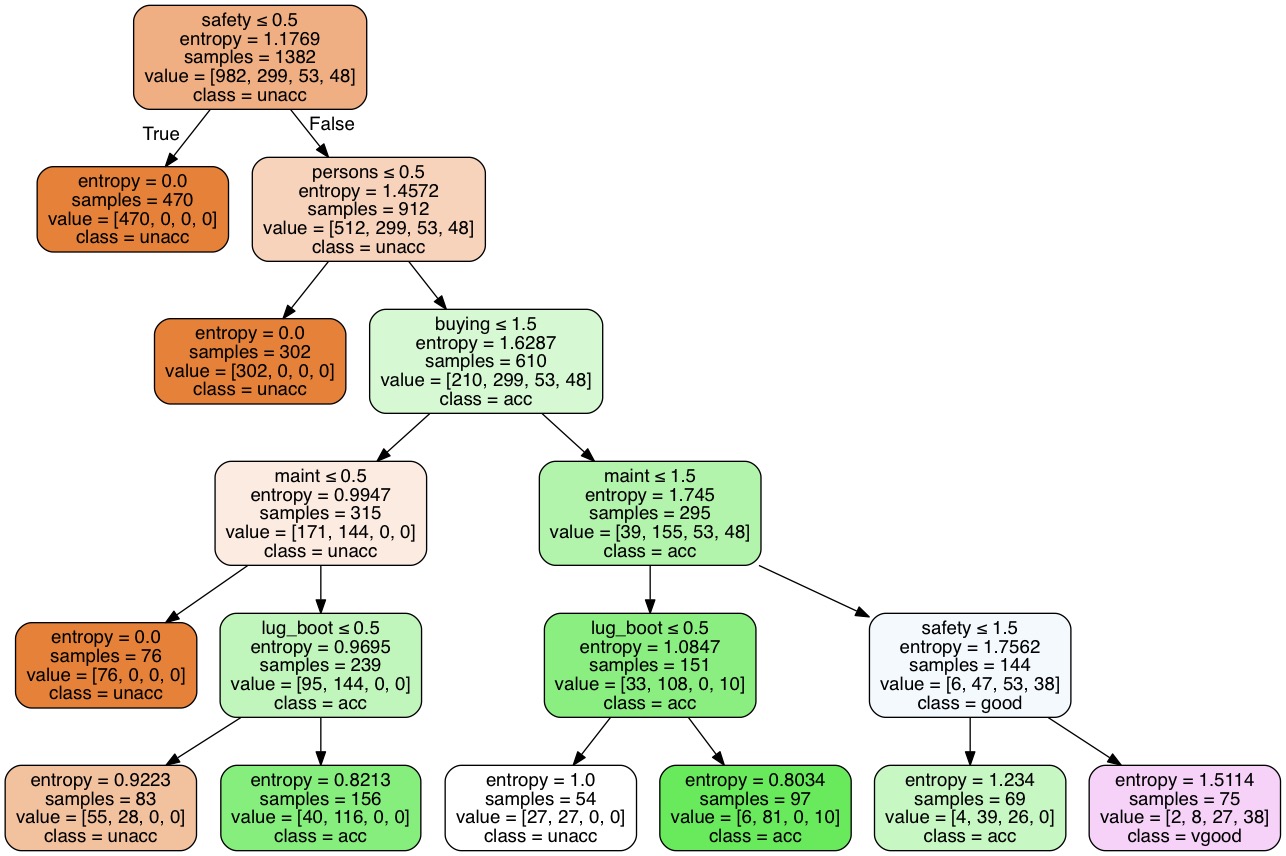 safety ≤ 0.5
entropy = 1.1769
samples = 1382
value = [982, 299, 53, 48]
class = unacc
True
False
entropy = 0.0
samples = 470
value = [470, 0, 0, 0]
class = unacc
persons ≤ 0.5
entropy = 1.4572
samples = 912
value = [512, 299, 53, 48]
class = unacc
entropy = 0.0
samples = 302
value = [302, 0, 0, 0]
class = unacc
buying ≤ 1.5
entropy = 1.6287
samples = 610
value = [210, 299, 53, 48]
class = acc
maint ≤ 0.5
entropy = 0.9947
samples = 315
value = [171, 144, 0, 0]
class = unacc
maint ≤ 1.5
entropy = 1.745
samples = 295
value = [39, 155, 53, 48]
class = acc
entropy = 0.0
samples = 76
value = [76, 0, 0, 0]
class = unacc
lug_boot ≤ 0.5
entropy = 0.9695
samples = 239
value = [95, 144, 0, 0]
class = acc
lug_boot ≤ 0.5
entropy = 1.0847
samples = 151
value = [33, 108, 0, 10]
class = acc
safety ≤ 1.5
entropy = 1.7562
samples = 144
value = [6, 47, 53, 38]
class = good
entropy = 0.9223
samples = 83
value = [55, 28, 0, 0]
class = unacc
entropy = 0.8213
samples = 156
value = [40, 116, 0, 0]
class = acc
entropy = 1.0
samples = 54
value = [27, 27, 0, 0]
class = unacc
entropy = 0.8034
samples = 97
value = [6, 81, 0, 10]
class = acc
entropy = 1.234
samples = 69
value = [4, 39, 26, 0]
class = acc
entropy = 1.5114
samples = 75
value = [2, 8, 27, 38]
class = vgood